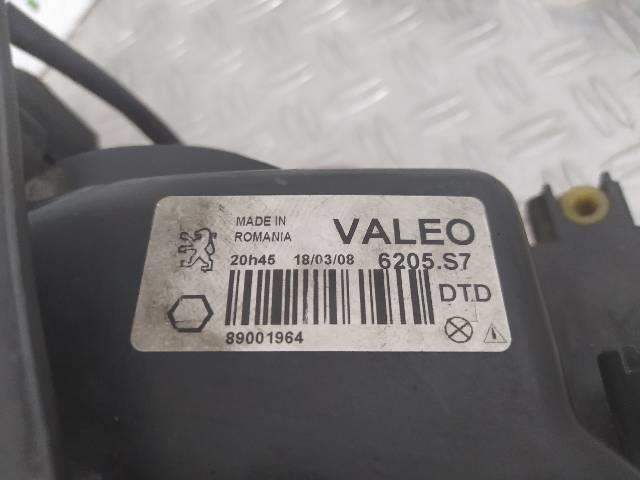 MADE IN
ROMANIA
VALEO
20h45 18/03/08 6205.S7
DTD
89001964